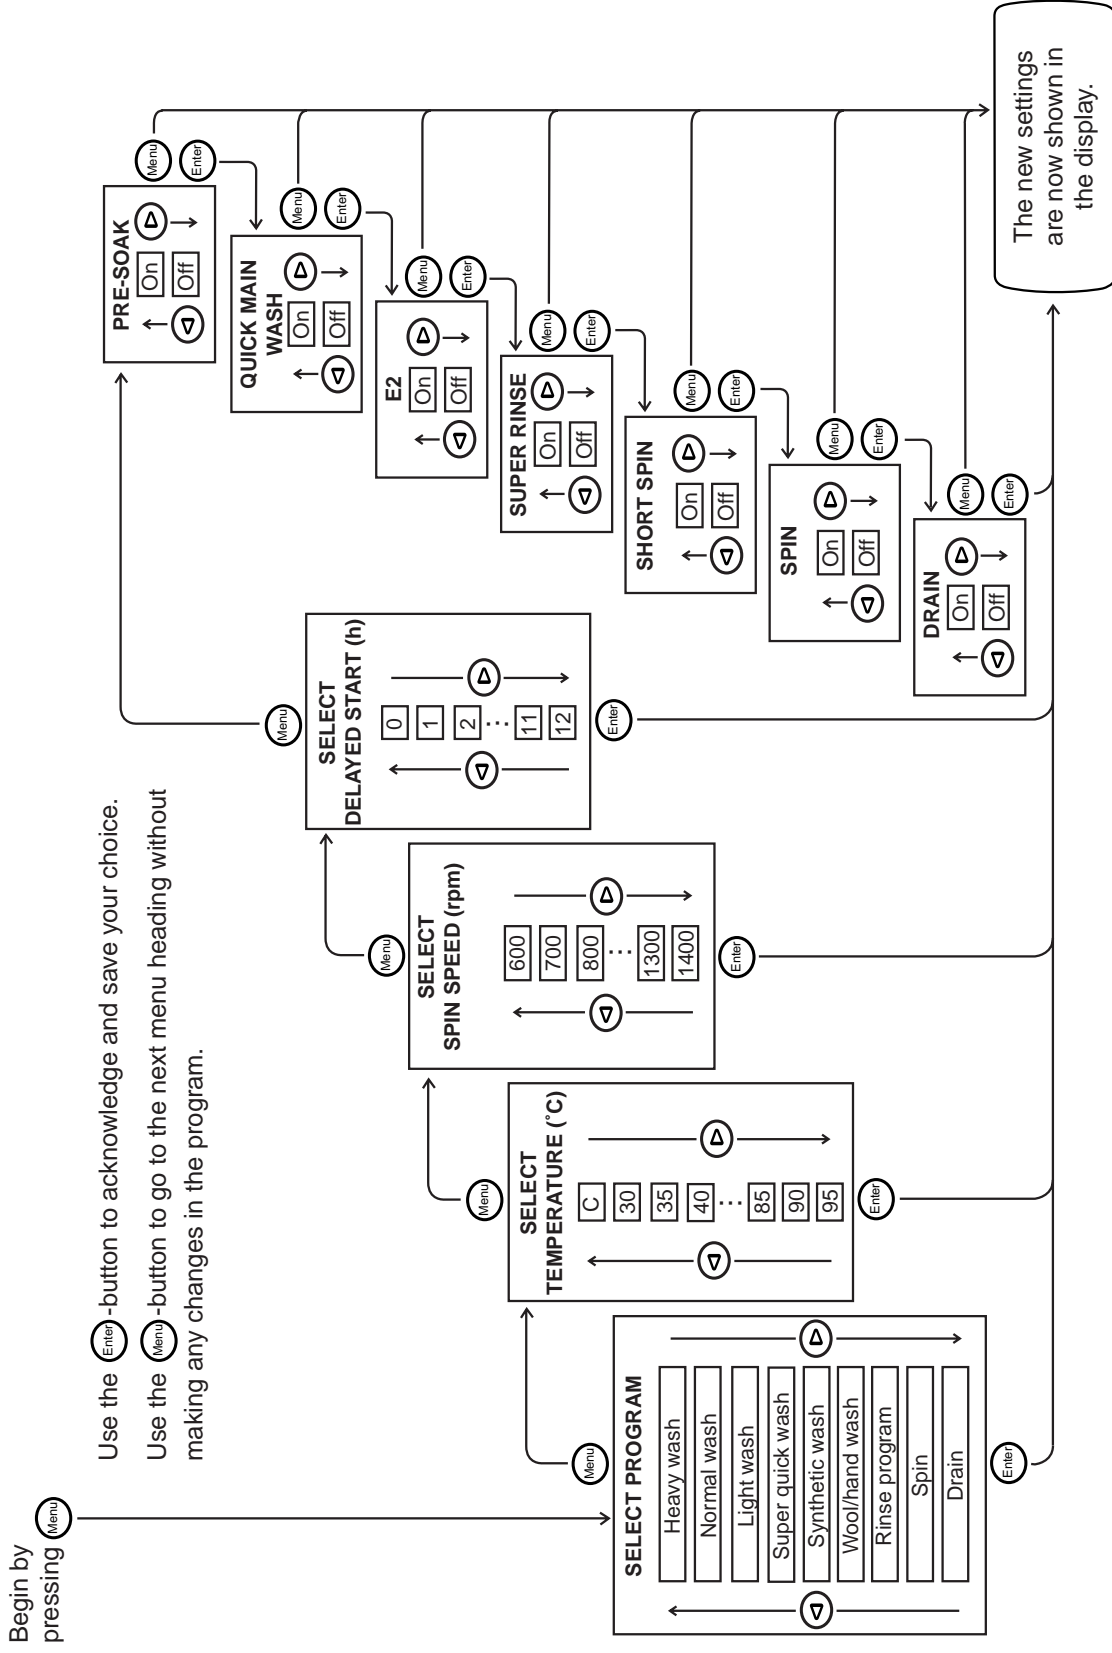 Begin by
pressing Menu
Use the Enter -button to acknowledge and save your choice.
Use the Menu -button to go to the next menu heading without
making any changes in the program.
SELECT PROGRAM
Heavy wash
Normal wash
Light wash
Super quick wash
Synthetic wash
Wool/hand wash
Rinse program
Spin
Drain
Menu
Enter
SELECT
TEMPERATURE (˚C)
C
30
35
40
...
85
90
95
Menu
Enter
SELECT
SPIN SPEED (rpm)
600
700
800
...
1300
1400
Menu
Enter
SELECT
DELAYED START (h)
0
1
2
...
11
12
Menu
Enter
PRE-SOAK
On
Off
Menu
Enter
QUICK MAIN
WASH
On
Off
Menu
Enter
E2
On
Off
Menu
Enter
SUPER RINSE
On
Off
Menu
Enter
SHORT SPIN
On
Off
Menu
Enter
SPIN
On
Off
Menu
Enter
DRAIN
On
Off
Menu
Enter
The new settings
are now shown in
the display.